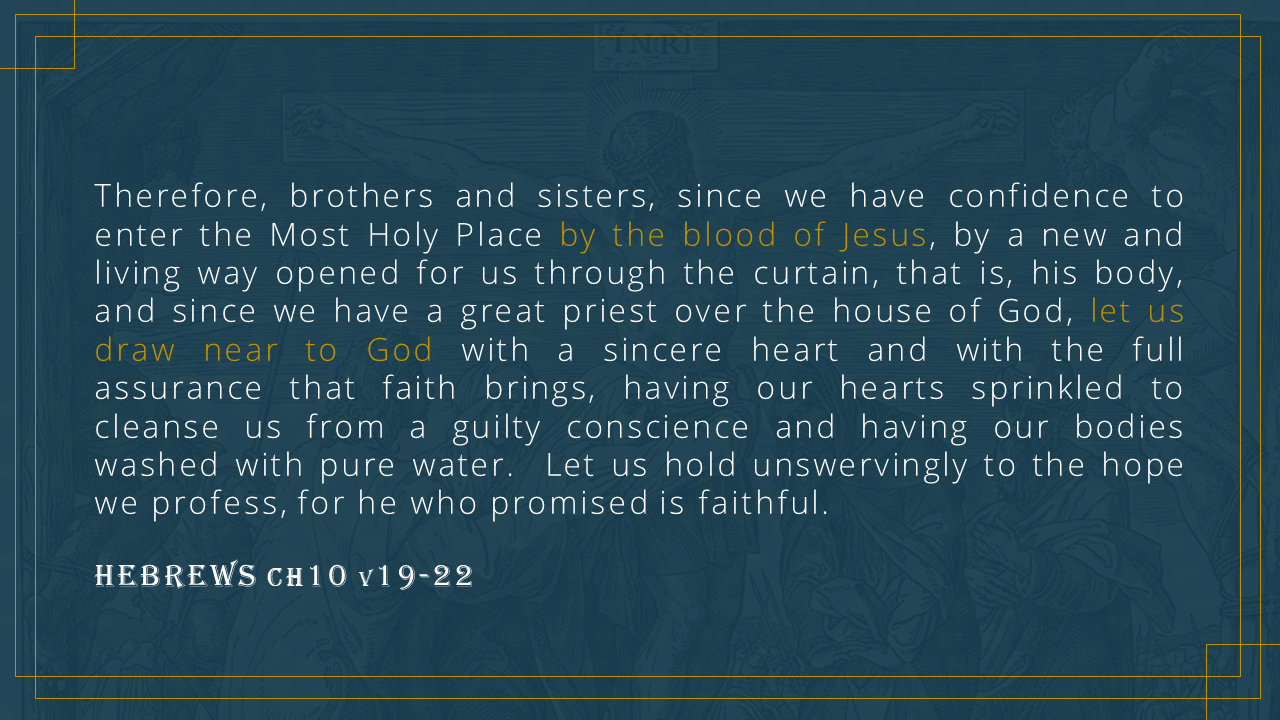 INRI
Therefore, brothers and sisters, since we have confidence to
enter the Most Holy Place by the blood of Jesus, by a new and
living way opened for us through the curtain, that is, his body,
and since we have a great priest over the house of God, let us
draw near to God with a sincere heart and with the full
assurance that faith brings, having our hearts sprinkled to
cleanse us from a guilty conscience and having our bodies
washed with pure water.  Let us hold unswervingly to the hope
we profess, for he who promised is faithful.
HEBREWS CH10 V19-22